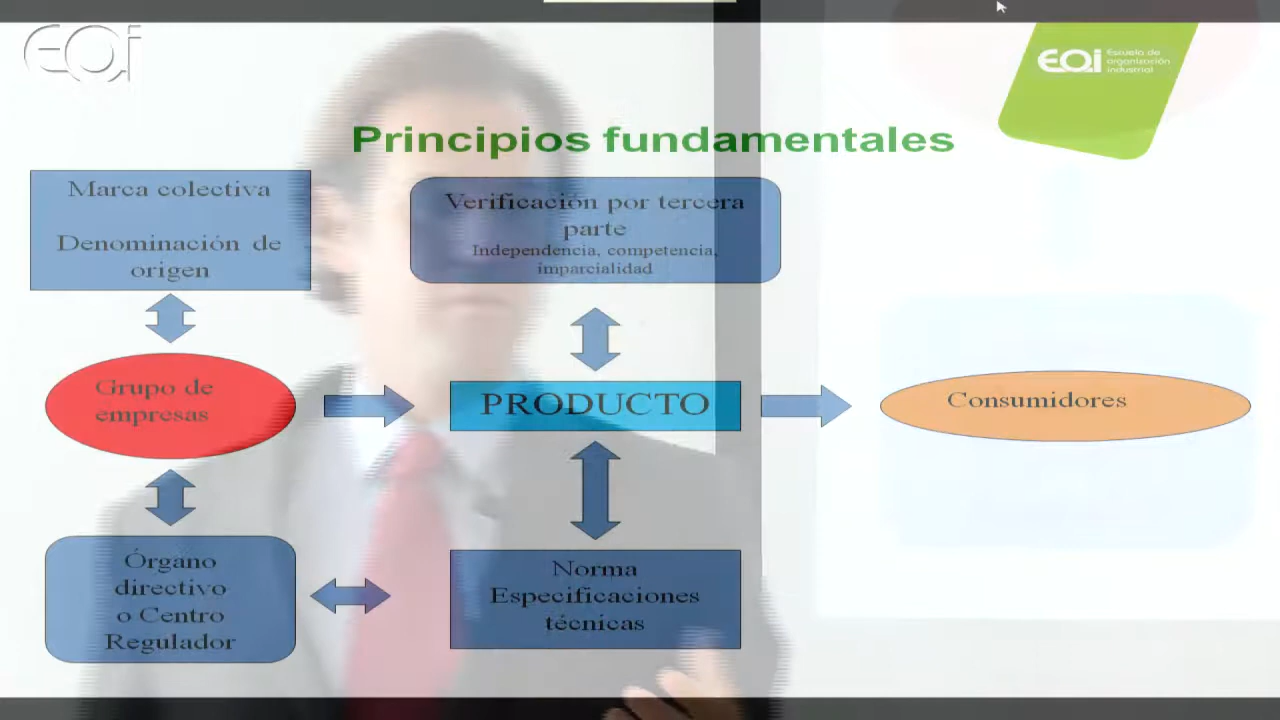 EOi
EOi
Escuela de
organización
industrial
Principios fundamentales
Marca colectiva
Denominación de
origen
Verificación por tercera
parte
Independencia, competencia,
imparcialidad
Grupo de
empresas
PRODUCTO
Consumidores
Órgano
directivo
o Centro
Regulador
Norma
Especificaciones
técnicas